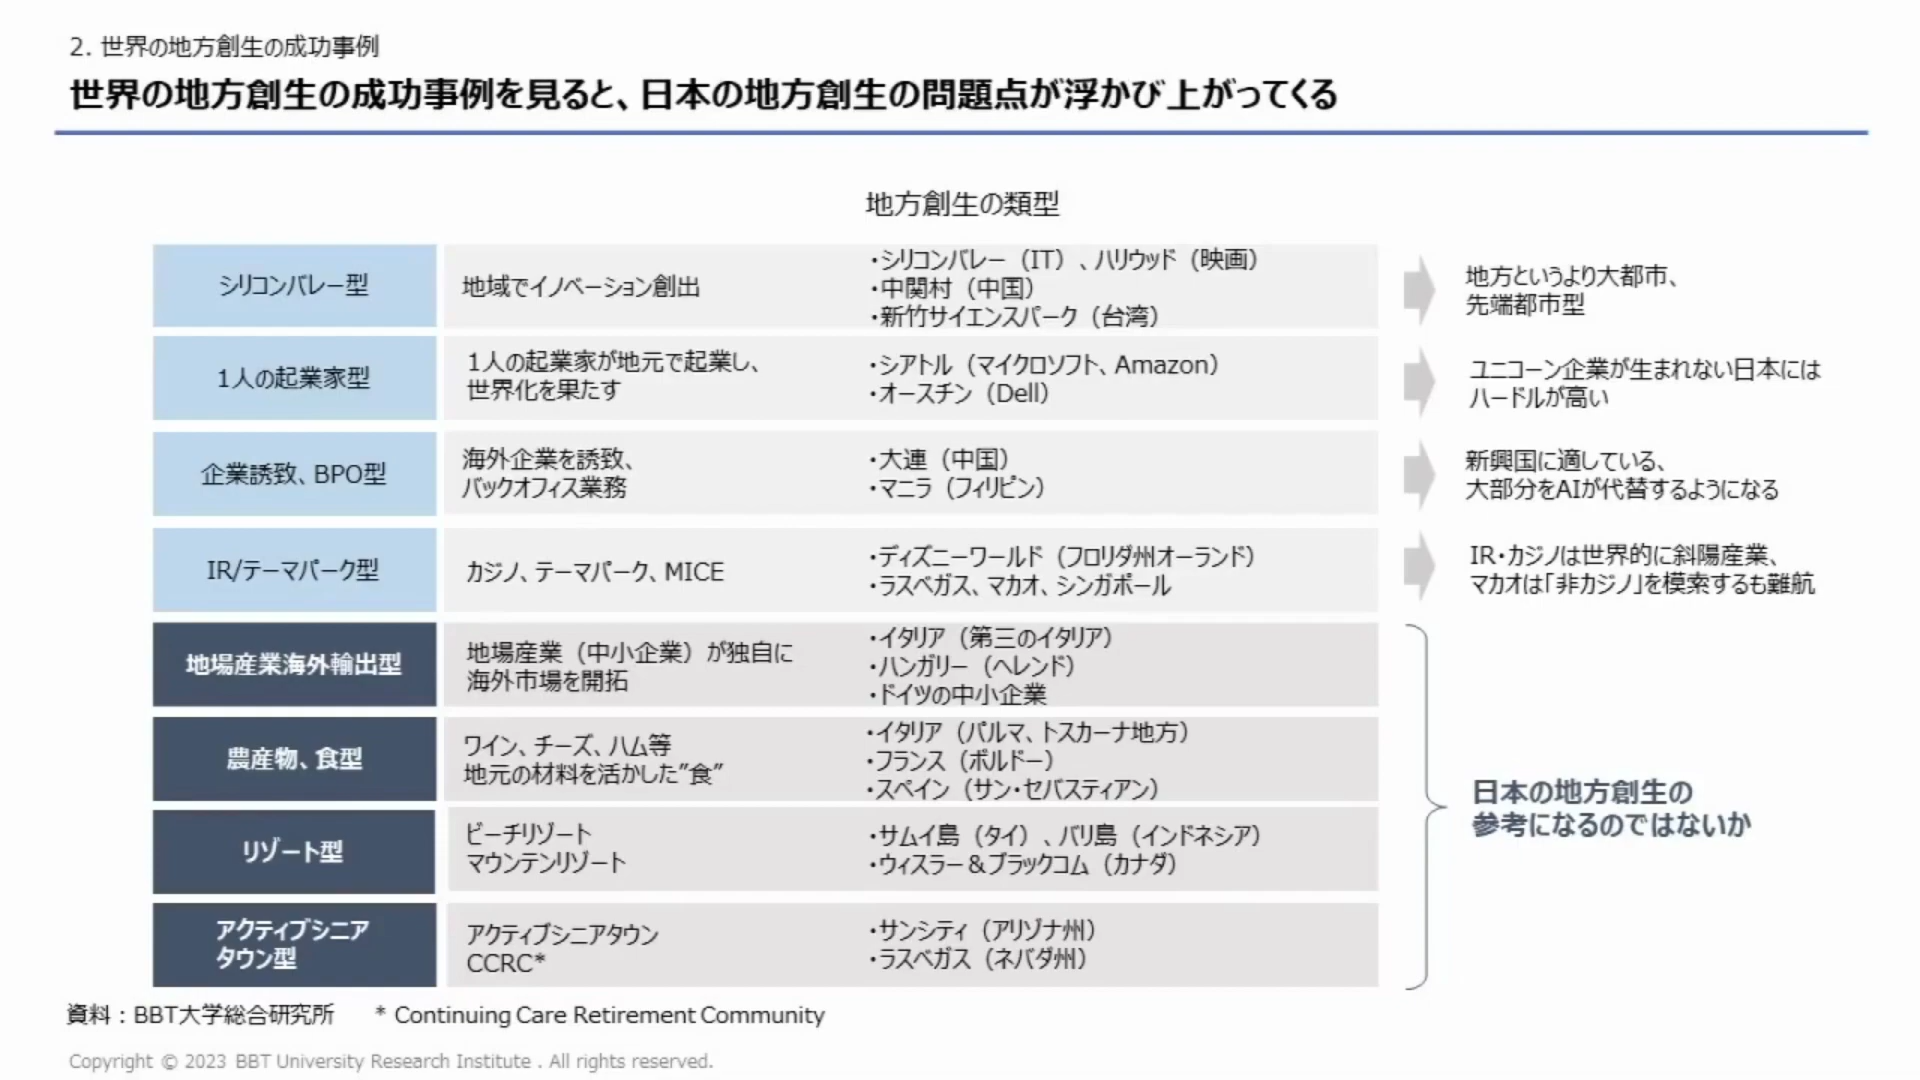 2. 世界の地方創生の成功事例
世界の地方創生の成功事例を見ると、日本の地方創生の問題点が浮かび上がってくる
地方創生の類型
シリコンバレー型
地域でイノベーション創出
・シリコンバレー（IT）、ハリウッド（映画）
・中関村（中国）
・新竹サイエンスパーク（台湾）
地方というより大都市、
先端都市型
1人の起業家型
1人の起業家が地元で起業し、
世界化を果たす
・シアトル（マイクロソフト、Amazon）
・オースチン（Dell）
ユニコーン企業が生まれない日本には
ハードルが高い
企業誘致、BPO型
海外企業を誘致、
バックオフィス業務
・大連（中国）
・マニラ（フィリピン）
新興国に適している、
大部分をAIが代替するようになる
IR/テーマパーク型
カジノ、テーマパーク、MICE
・ディズニーワールド（フロリダ州オーランド）
・ラスベガス、マカオ、シンガポール
IR・カジノは世界的に斜陽産業、
マカオは「非カジノ」を模索するも難航
地場産業海外輸出型
地場産業（中小企業）が独自に
海外市場を開拓
・イタリア（第三のイタリア）
・ハンガリー（ヘレンド）
・ドイツの中小企業
農産物、食型
ワイン、チーズ、ハム等
地元の材料を活かした”食”
・イタリア（パルマ、トスカーナ地方）
・フランス（ボルドー）
・スペイン（サン・セバスティアン）
リゾート型
ビーチリゾート
マウンテンリゾート
・サムイ島（タイ）、バリ島（インドネシア）
・ウィスラー＆ブラックコム（カナダ）
アクティブシニア
タウン型
アクティブシニアタウン
CCRC*
・サンシティ（アリゾナ州）
・ラスベガス（ネバダ州）
日本の地方創生の
参考になるのではないか
資料：BBT大学総合研究所 * Continuing Care Retirement Community
Copyright © 2023 BBT University Research Institute . All rights reserved.